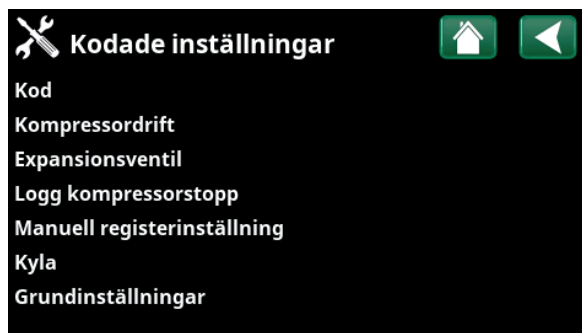 Kodade inställningar
Kod
Kompressordrift
Expansionsventil
Logg kompressorstopp
Manuell registerinställning
Kyla
Grundinställningar